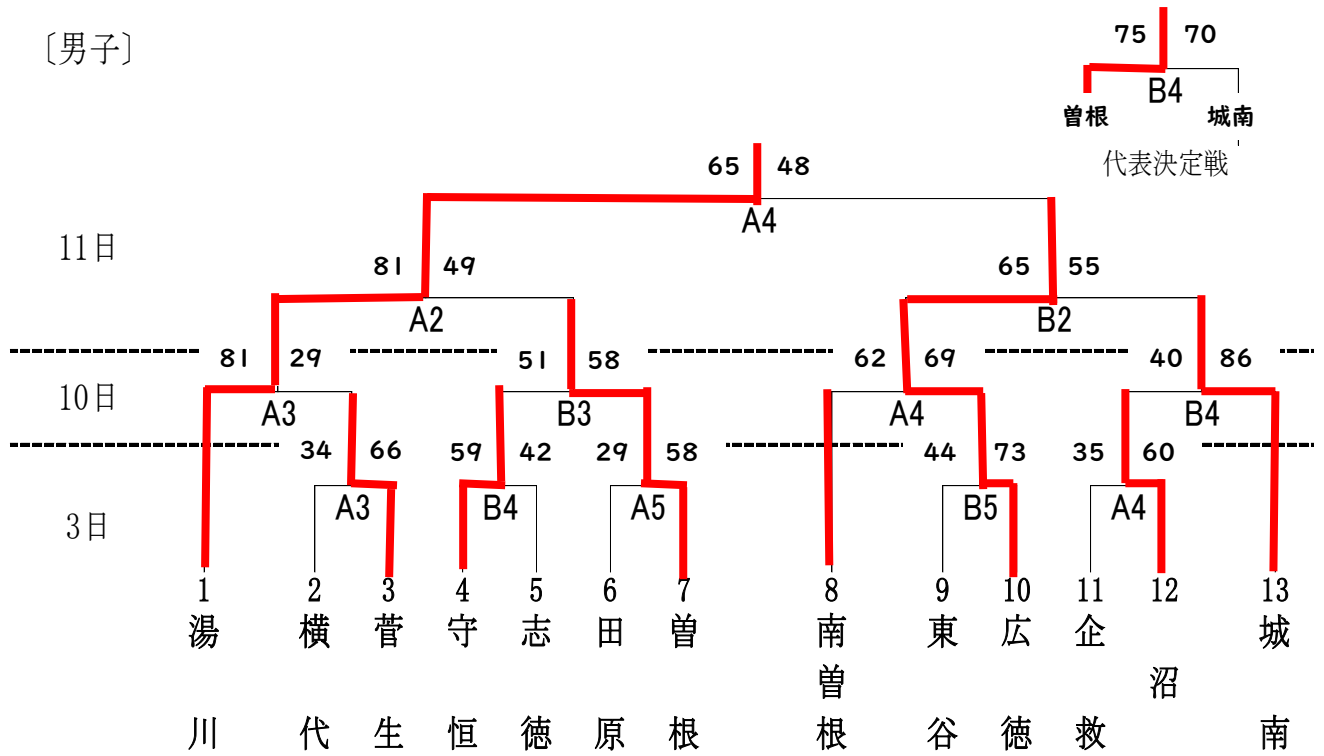 〔男子〕
75 70
B4
曽根 城南
代表決定戦
65 48
A4
11日
81 49 65 55
A2 B2
81 29 51 58 62 69 40 86
10日
A3 B3 A4 B4
34 66 59 42 29 58 44 73 35 60
A3 B4 A5 B5 A4
3日
1 2 3 4 5 6 7 8 9 10 11 12 13
湯川
横代
菅生
守恒
志徳
田原
曽根
南曽根
東谷
広徳
企救
沼
城南